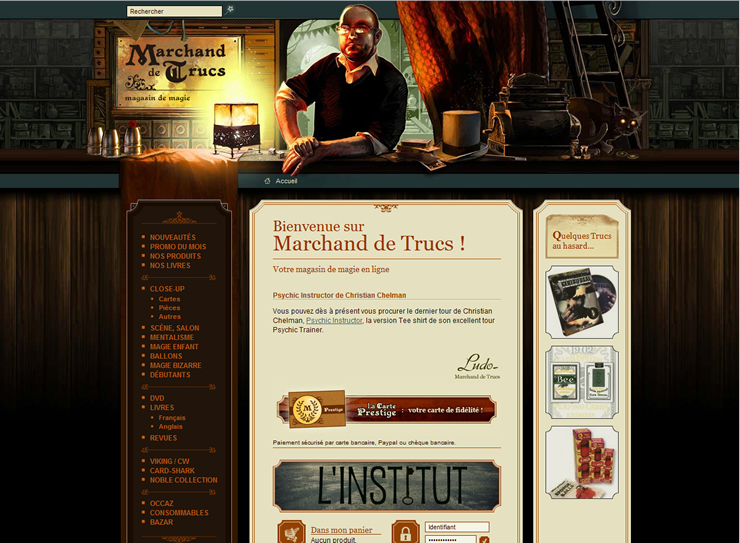 Rechercher
Marchand
de Trucs
magasin de magie
Accueil
NOUVEAUTÉS
PROMO DU MOIS
NOS PRODUITS
NOS LIVRES
CLOSE-UP
Cartes
Pièces
Autres
SCÈNE, SALON
MENTALISME
MAGIE ENFANT
BALLONS
MAGIE BIZARRE
DÉBUTANTS
DVD
LIVRES
Français
Anglais
REVUES
VIKING / CW
CARD-SHARK
NOBLE COLLECTION
OCCAZ
CONSOMMABLES
BAZAR
Bienvenue sur
Marchand de Trucs !
Votre magasin de magie en ligne
Psychic Instructor de Christian Chelman
Vous pouvez dès à présent vous procurer le dernier tour de Christian
Chelman, Psychic Instructor, la version Tee shirt de son excellent tour
Psychic Trainer.
Ludo-
Marchand de Trucs
M Prestige
la Carte
Prestige : votre carte de fidélité !
Paiement sécurisé par carte bancaire, Paypal ou chèque bancaire.
L'INSTITUT
Dans mon panier
Aucun produit.
Identifiant
••••••••••••
Quelques Trucs
au hasard...
Bee